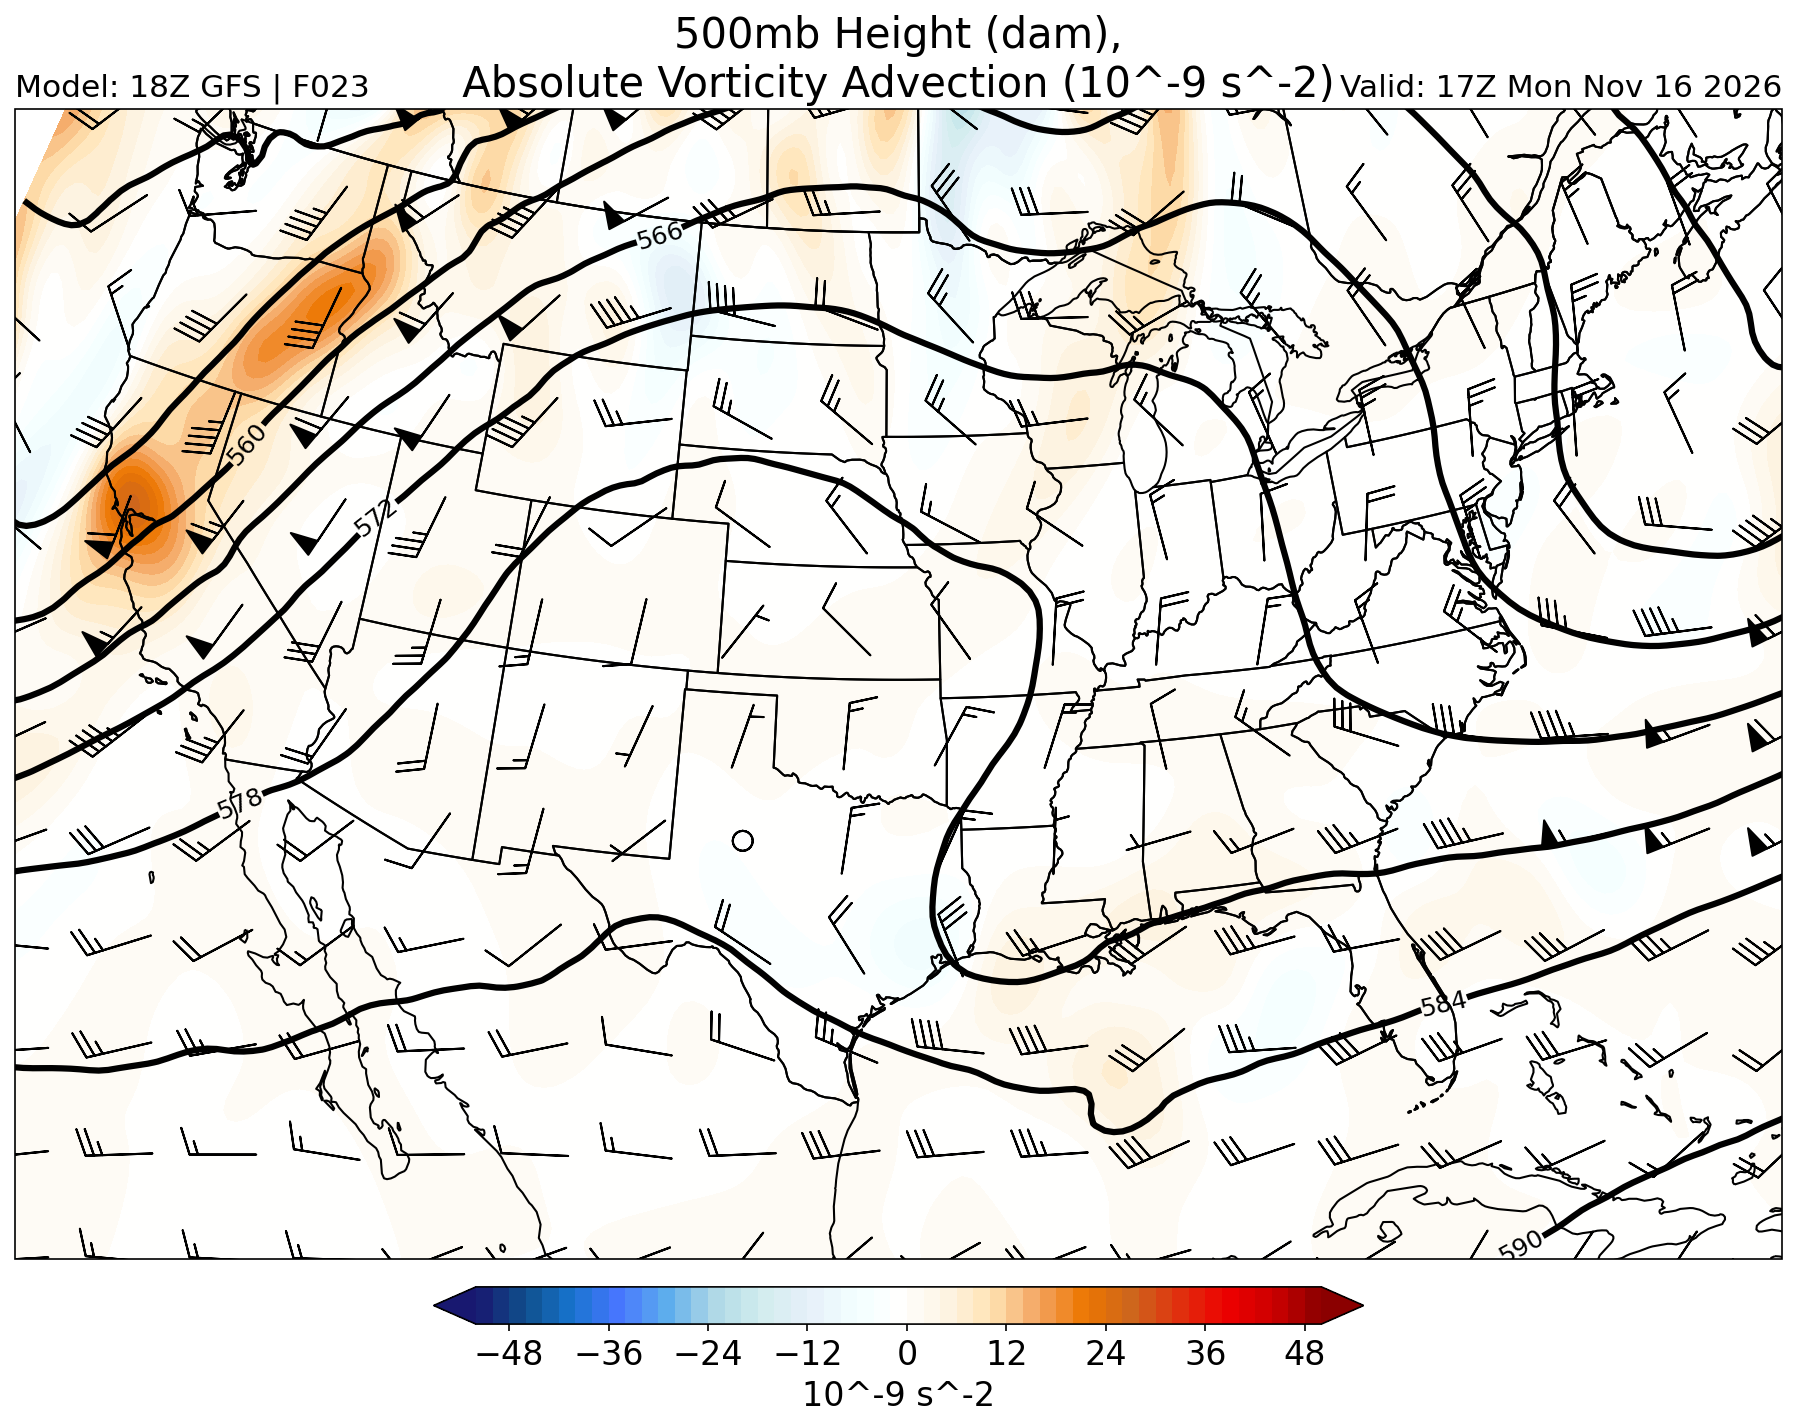 500mb Height (dam),
Model: 18Z GFS | F023 Absolute Vorticity Advection (10^-9 s^-2) Valid: 17Z Mon Nov 16 2026
566
560
572
578
584
590
−48 −36 −24 −12 0 12 24 36 48
10^-9 s^-2